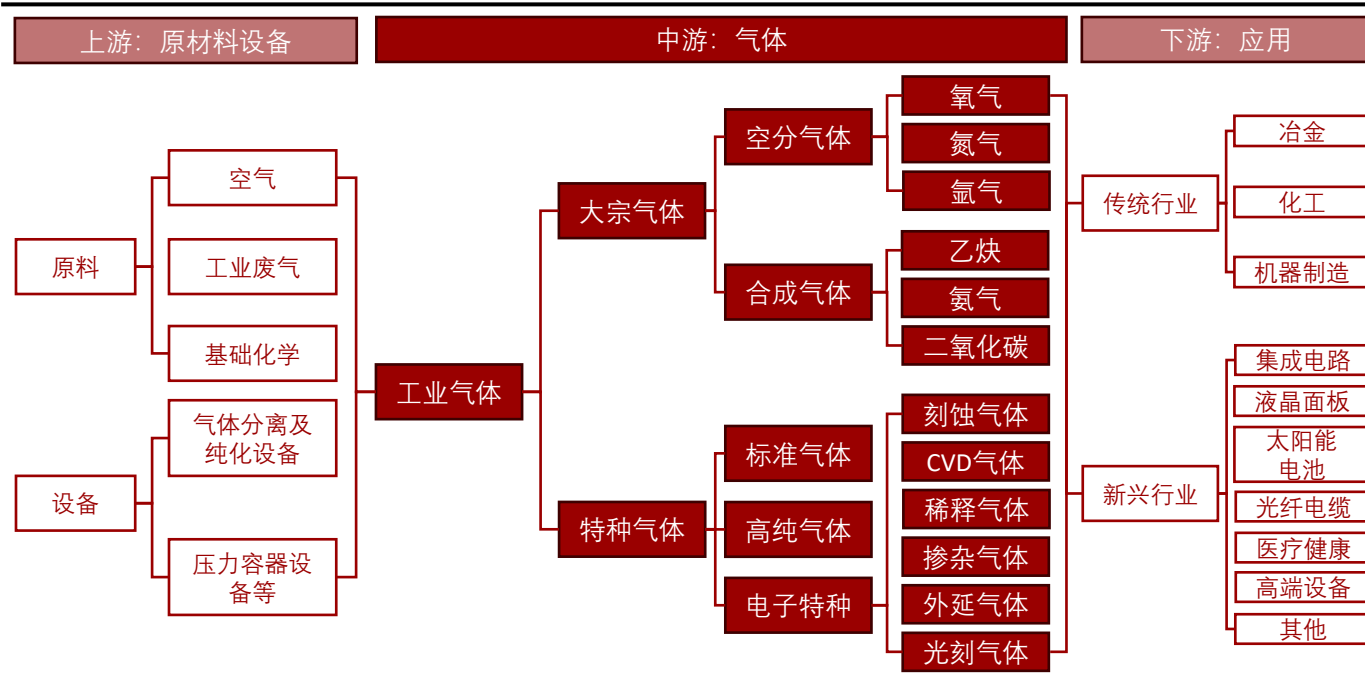 上游：原材料设备
中游：气体
下游：应用
原料
空气
工业废气
基础化学
设备
气体分离及
纯化设备
压力容器设
备等
工业气体
大宗气体
空分气体
氧气
氮气
氩气
合成气体
乙炔
氨气
二氧化碳
特种气体
标准气体
高纯气体
电子特种
刻蚀气体
CVD气体
稀释气体
掺杂气体
外延气体
光刻气体
传统行业
冶金
化工
机器制造
新兴行业
集成电路
液晶面板
太阳能
电池
光纤电缆
医疗健康
高端设备
其他